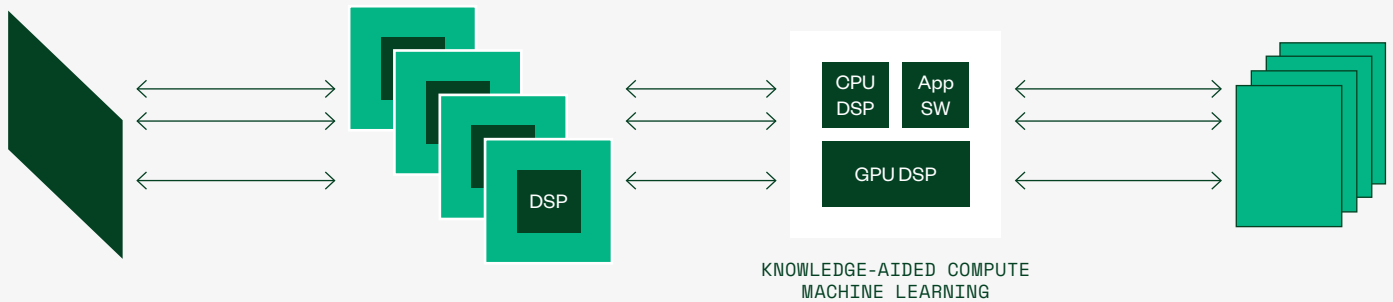 DSP
CPU
DSP
App
SW
GPU DSP
KNOWLEDGE-AIDED COMPUTE
MACHINE LEARNING